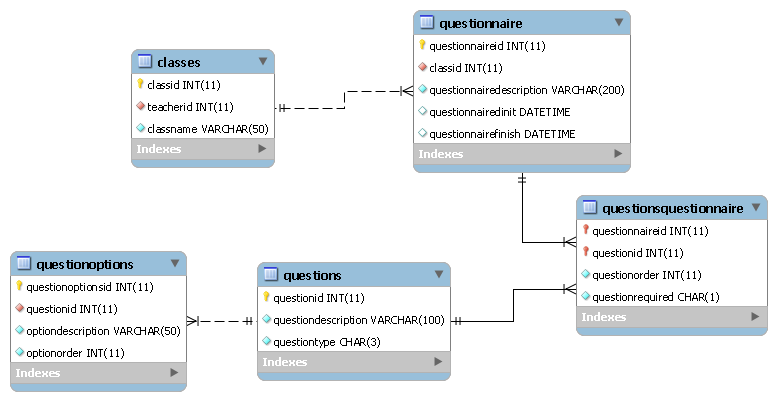 questionnaire
questionnaireid INT(11)
classid INT(11)
questionnairedescription VARCHAR(200)
questionnairedinit DATETIME
questionnairefinish DATETIME
Indexes
classes
classid INT(11)
teacherid INT(11)
classname VARCHAR(50)
Indexes
questionsquestionnaire
questionnaireid INT(11)
questionid INT(11)
questionorder INT(11)
questionrequired CHAR(1)
Indexes
questionoptions
questionoptionsid INT(11)
questionid INT(11)
optiondescription VARCHAR(50)
optionorder INT(11)
Indexes
questions
questionid INT(11)
questiondescription VARCHAR(100)
questiontype CHAR(3)
Indexes